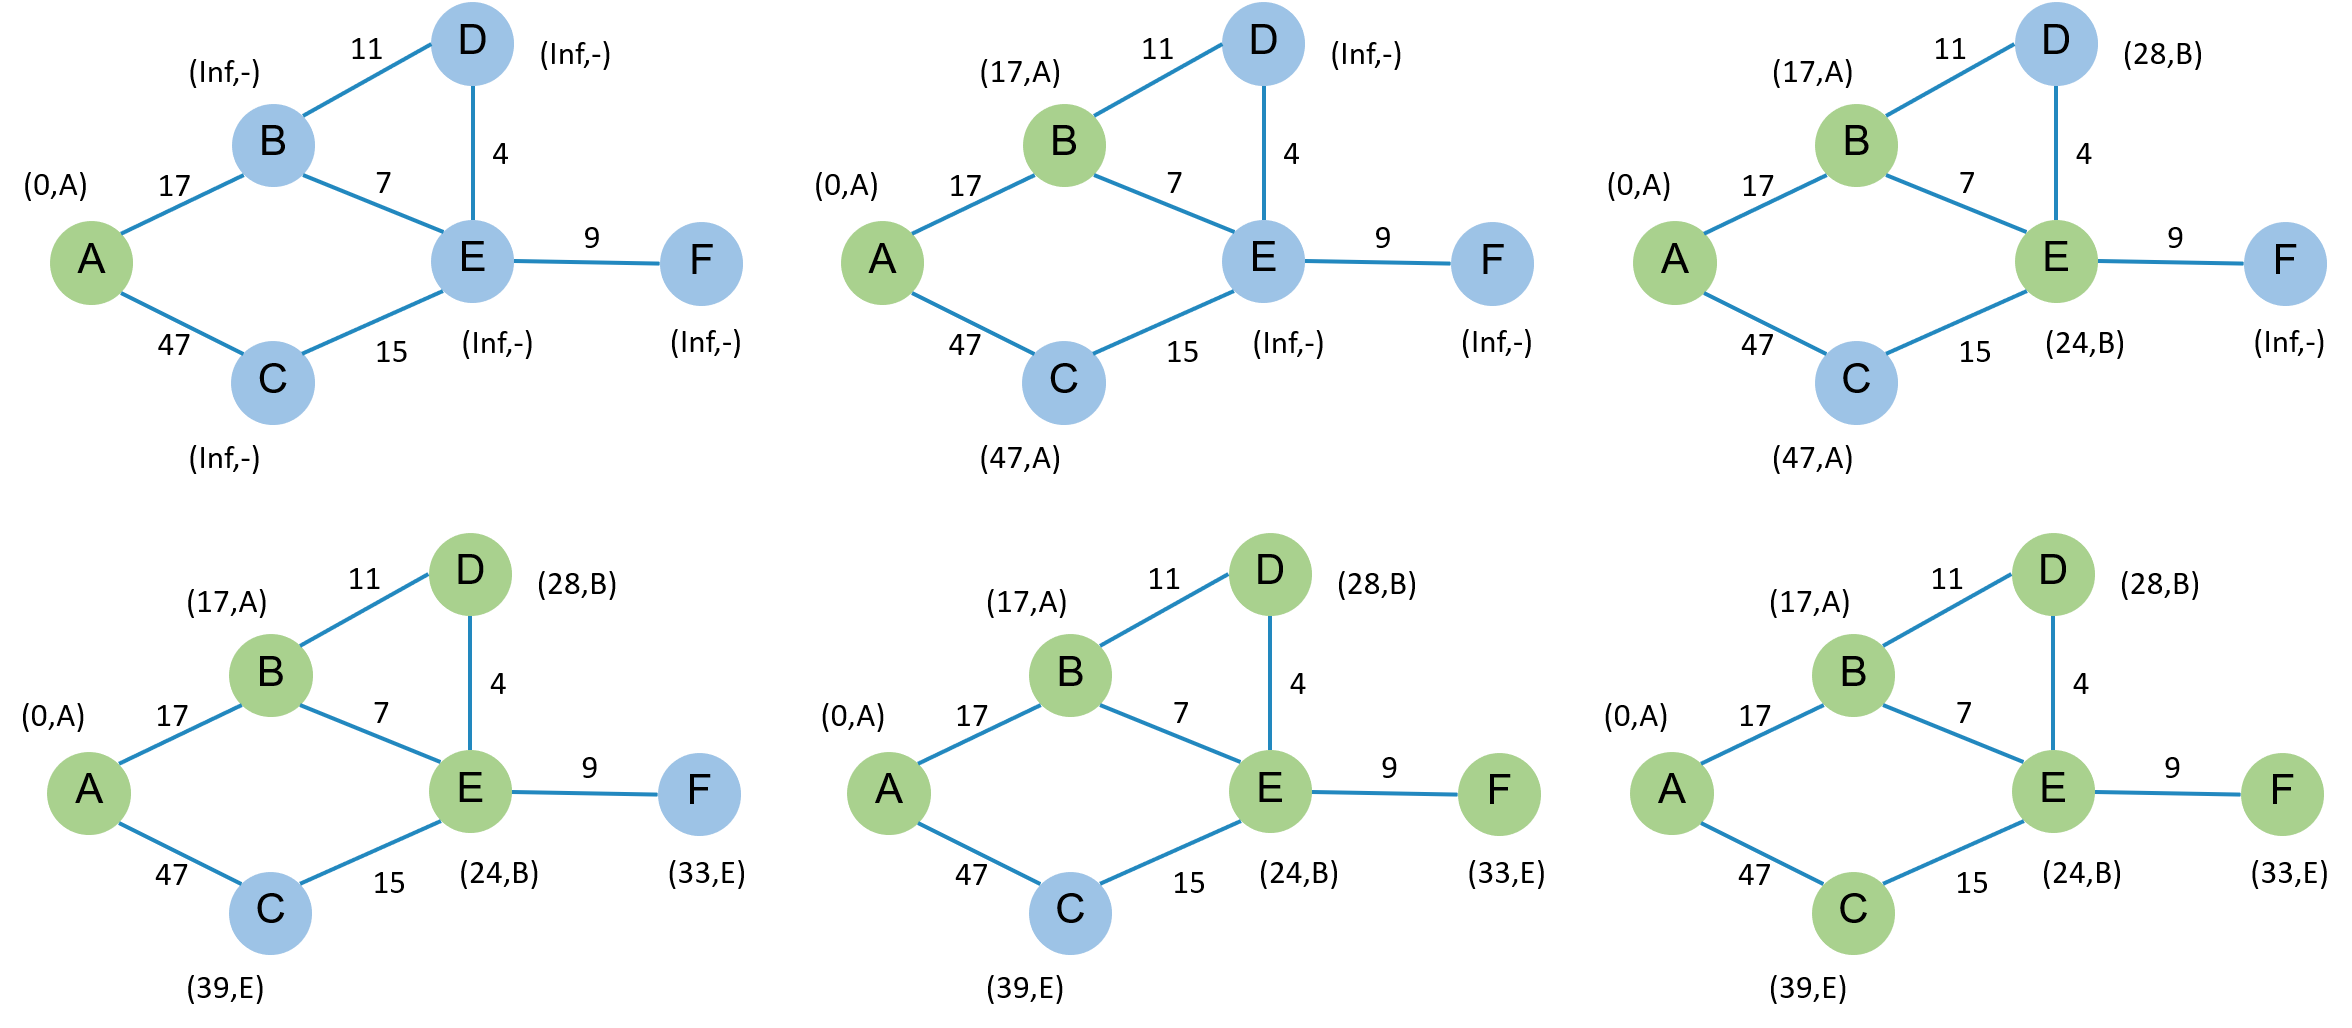 D
11
(Inf,-)
(Inf,-)
B
4
(0,A)
17
7
9
A
E
F
47
15
(Inf,-)
(Inf,-)
C
(Inf,-)
D
11
(Inf,-)
(17,A)
B
4
(0,A)
17
7
9
A
E
F
47
15
(Inf,-)
(Inf,-)
C
(47,A)
D
11
(28,B)
(17,A)
B
4
(0,A)
17
7
9
A
E
F
47
15
(24,B)
(Inf,-)
C
(47,A)
D
11
(28,B)
(17,A)
B
4
(0,A)
17
7
9
A
E
F
47
15
(24,B)
(33,E)
C
(39,E)
D
11
(28,B)
(17,A)
B
4
(0,A)
17
7
9
A
E
F
47
15
(24,B)
(33,E)
C
(39,E)
D
11
(28,B)
(17,A)
B
4
(0,A)
17
7
9
A
E
F
47
15
(24,B)
(33,E)
C
(39,E)